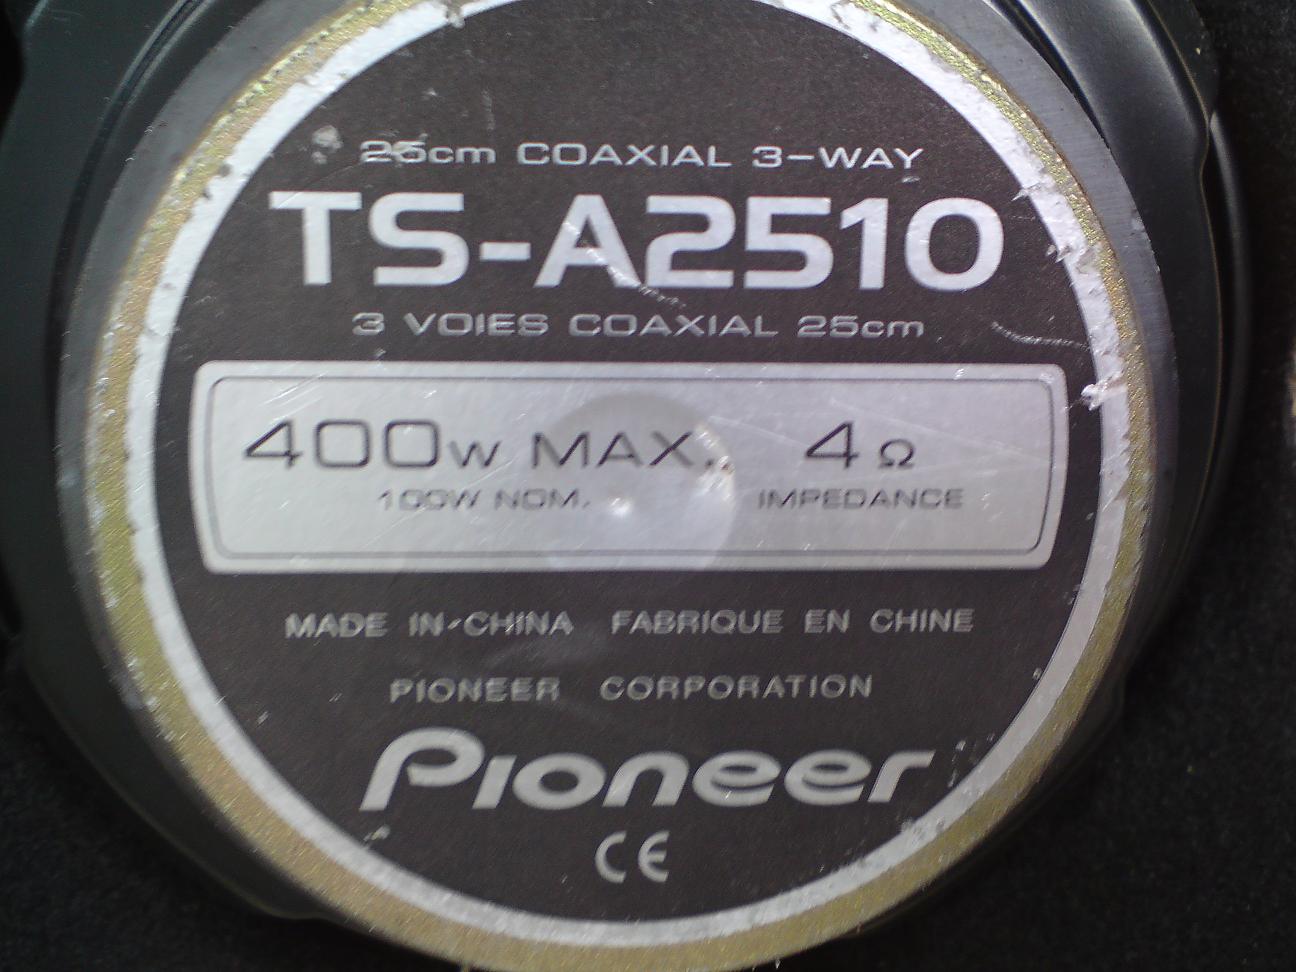 25cm COAXIAL 3-WAY
TS-A2510
3 VOIES COAXIAL 25cm
400W MAX. 4Ω
100W NOM. IMPEDANCE
MADE IN CHINA FABRIQUE EN CHINE
PIONEER CORPORATION
Pioneer
CE